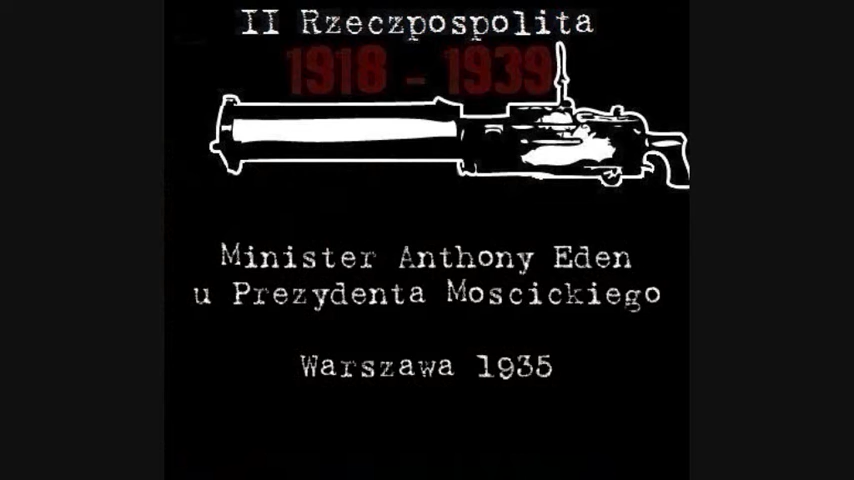 II Rzeczpospolita
1918 - 1939
Minister Anthony Eden
u Prezydenta Moscickiego
Warszawa 1935